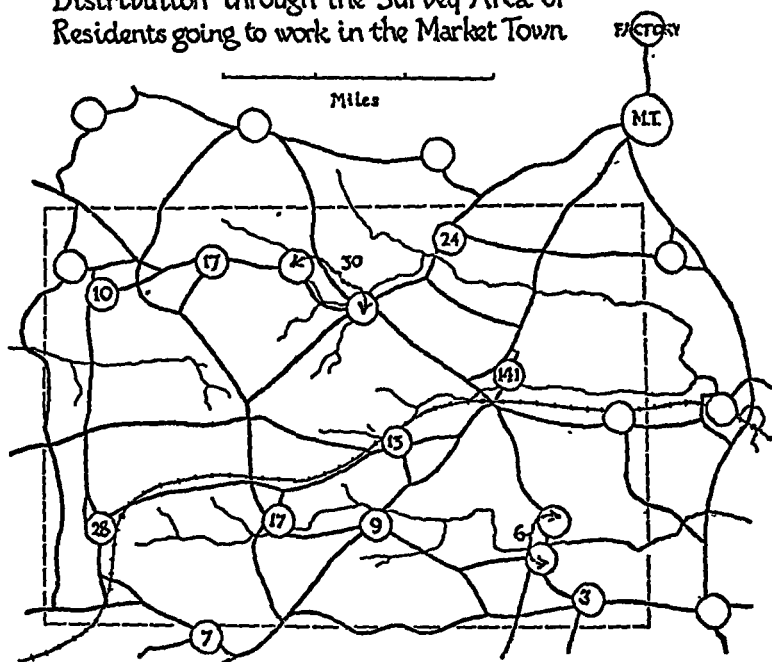 Distribution through the Survey Area of
Residents going to work in the Market Town
FACTORY
Miles
M.T.
24
17
30
10
141
13
28
17
9
6
3
7